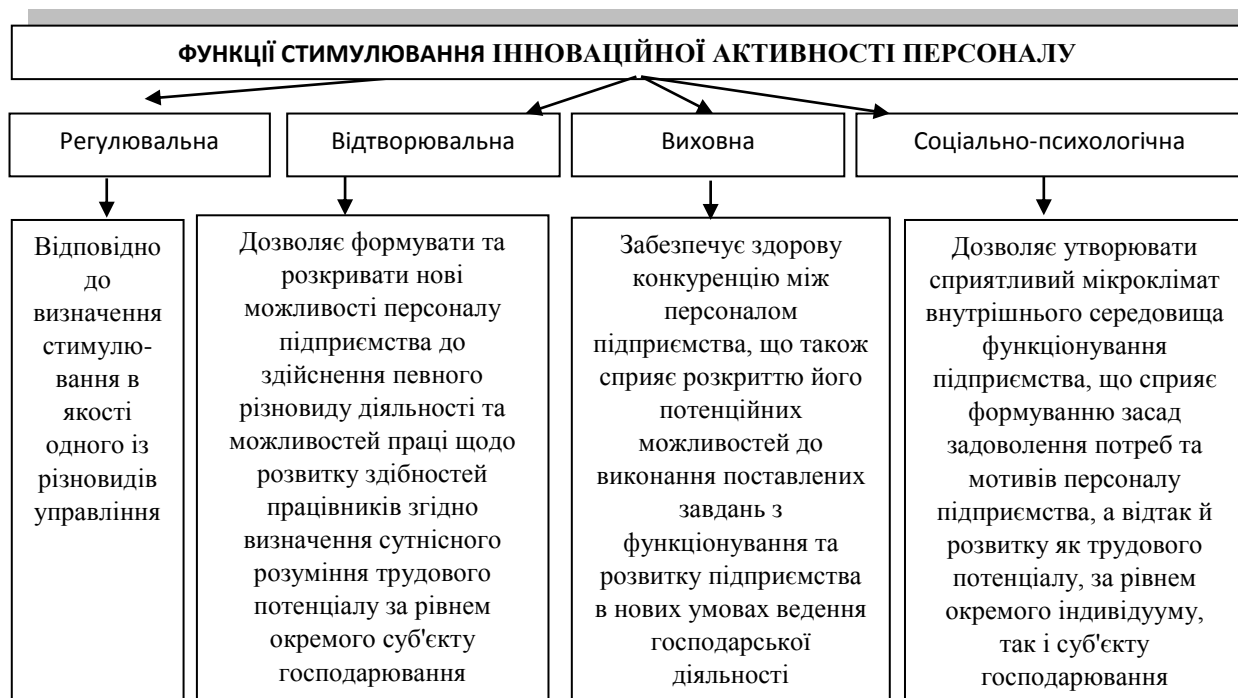 ФУНКЦІЇ СТИМУЛЮВАННЯ ІННОВАЦІЙНОЇ АКТИВНОСТІ ПЕРСОНАЛУ
Регулювальна
Відтворювальна
Виховна
Соціально-психологічна
Відповідно
до
визначення
стимулю-
вання в
якості
одного із
різновидів
управління
Дозволяє формувати та
розкривати нові
можливості персоналу
підприємства до
здійснення певного
різновиду діяльності та
можливостей праці щодо
розвитку здібностей
працівників згідно
визначення сутнісного
розуміння трудового
потенціалу за рівнем
окремого суб'єкту
господарювання
Забезпечує здорову
конкуренцію між
персоналом
підприємства, що також
сприяє розкриттю його
потенційних
можливостей до
виконання поставлених
завдань з
функціонування та
розвитку підприємства
в нових умовах ведення
господарської
діяльності
Дозволяє утворювати
сприятливий мікроклімат
внутрішнього середовища
функціонування
підприємства, що сприяє
формуванню засад
задоволення потреб та
мотивів персоналу
підприємства, а відтак й
розвитку як трудового
потенціалу, за рівнем
окремого індивідууму,
так і суб'єкту
господарювання